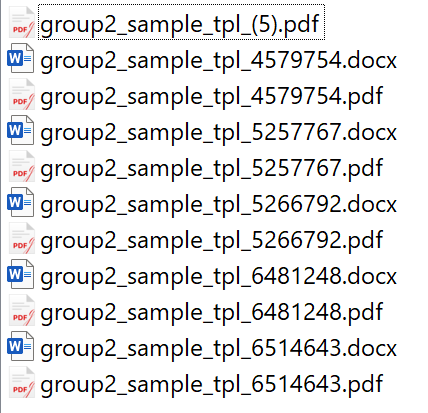 group2_sample_tpl_(5).pdf
group2_sample_tpl_4579754.docx
group2_sample_tpl_4579754.pdf
group2_sample_tpl_5257767.docx
group2_sample_tpl_5257767.pdf
group2_sample_tpl_5266792.docx
group2_sample_tpl_5266792.pdf
group2_sample_tpl_6481248.docx
group2_sample_tpl_6481248.pdf
group2_sample_tpl_6514643.docx
group2_sample_tpl_6514643.pdf